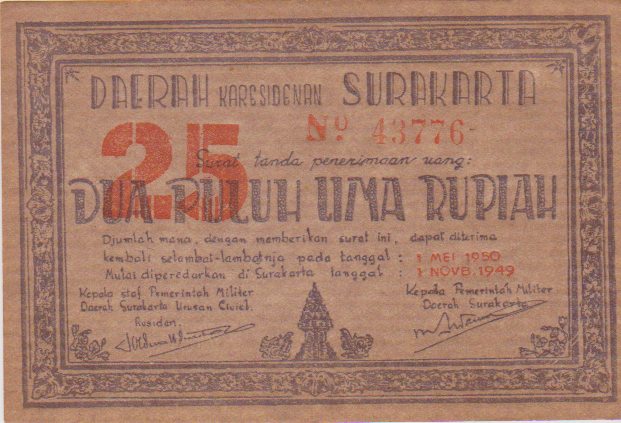 DAERAH KARESIDENAN SURAKARTA
25
No 43776
Surat tanda penerimaan uang:
DUA PULUH LIMA RUPIAH
Djumlah mana, dengan memberikan surat ini, dapat diterima
kembali selambat-lambatnja pada tanggal : 1 MEI 1950
Mulai diperedarkan di Surakarta tanggal : 1 NOVB. 1949
Kepala staf Pemerintah Militer
Daerah Surakarta Urusan Civiel.
Residen.
Kepala Pemerintah Militer
Daerah Surakarta